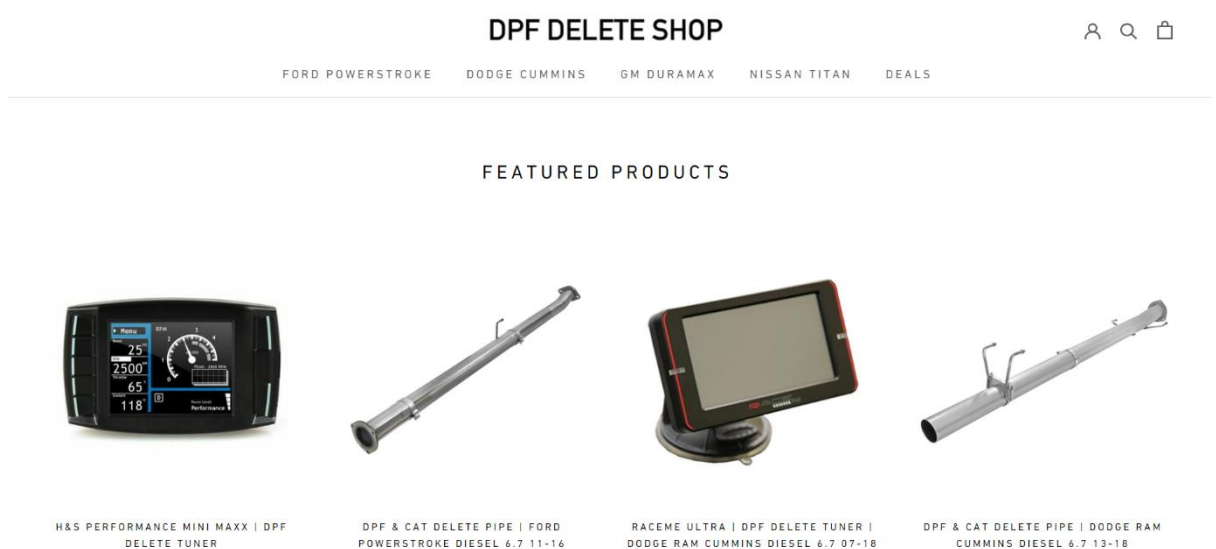 DPF DELETE SHOP
FORD POWERSTROKE DODGE CUMMINS GM DURAMAX NISSAN TITAN DEALS
FEATURED PRODUCTS
Menu
RPM
25
2500
65
118
Performance
H&S PERFORMANCE MINI MAXX | DPF
DELETE TUNER
DPF & CAT DELETE PIPE | FORD
POWERSTROKE DIESEL 6.7 11-16
RACEME ULTRA | DPF DELETE TUNER |
DODGE RAM CUMMINS DIESEL 6.7 07-18
DPF & CAT DELETE PIPE | DODGE RAM
CUMMINS DIESEL 6.7 13-18